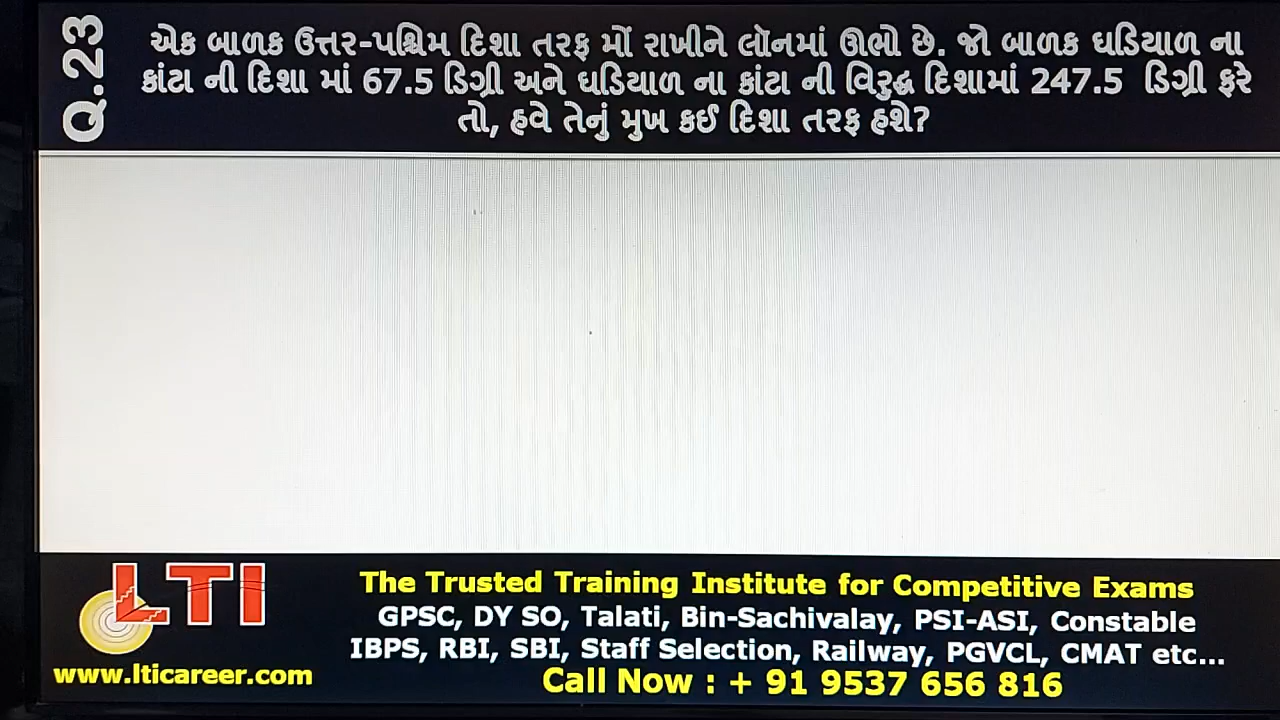 Q.23
એક બાળક ઉત્તર-પશ્ચિમ દિશા તરફ મોં રાખીને લૉનમાં ઊભો છે. જો બાળક ઘડિયાળ ના
કાંટા ની દિશા માં 67.5 ડિગ્રી અને ઘડિયાળ ના કાંટા ની વિરુદ્ધ દિશામાં 247.5 ડિગ્રી ફરે
તો, હવે તેનું મુખ કઈ દિશા તરફ હશે?
LTI
www.lticareer.com
The Trusted Training Institute for Competitive Exams
GPSC, DY SO, Talati, Bin-Sachivalay, PSI-ASI, Constable
IBPS, RBI, SBI, Staff Selection, Railway, PGVCL, CMAT etc...
Call Now : + 91 9537 656 816